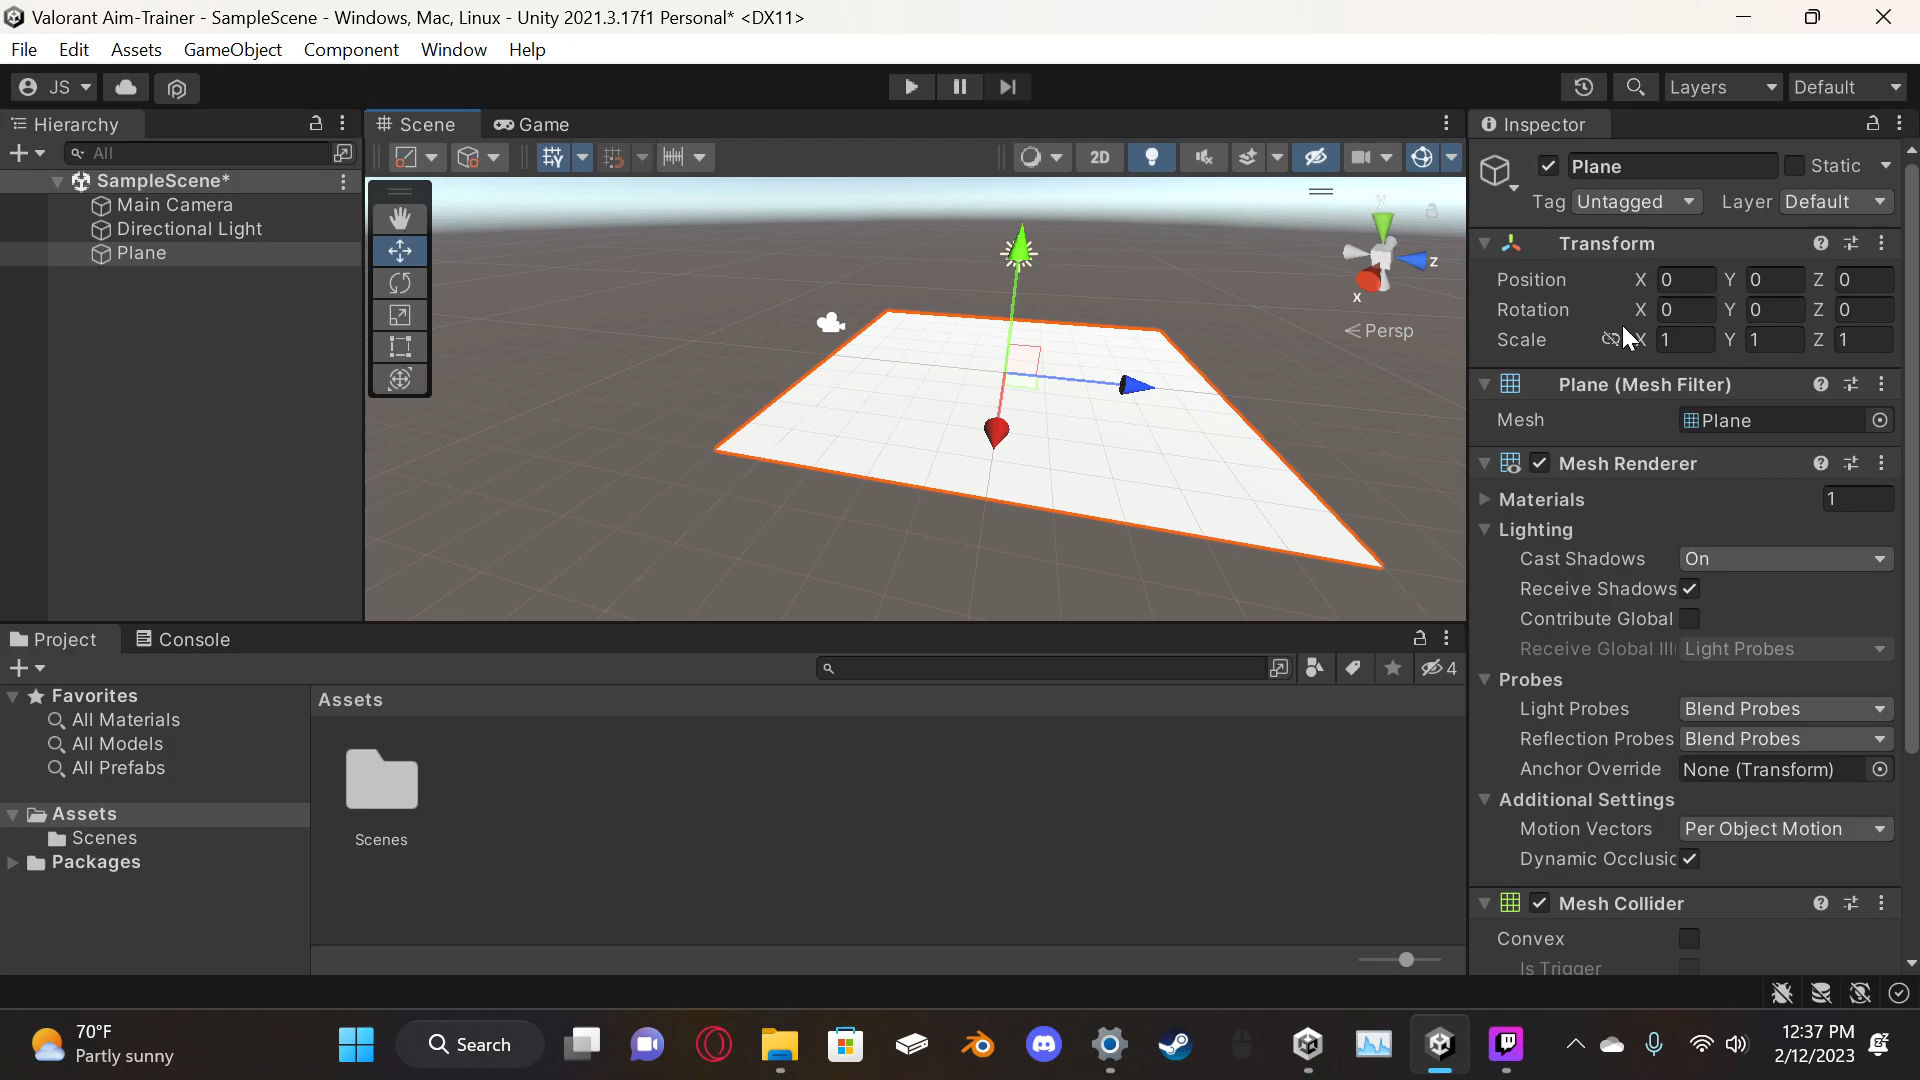 Valorant Aim-Trainer - SampleScene - Windows, Mac, Linux - Unity 2021.3.17f1 Personal* <DX11>
File Edit Assets GameObject Component Window Help
JS Layers Default
Hierarchy
All
SampleScene*
Main Camera
Directional Light
Plane
Scene Game
2D
y
z
x
Persp
Inspector
Plane Static
Tag Untagged Layer Default
Transform
Position X 0 Y 0 Z 0
Rotation X 0 Y 0 Z 0
Scale X 1 Y 1 Z 1
Plane (Mesh Filter)
Mesh Plane
Mesh Renderer
Materials 1
Lighting
Cast Shadows On
Receive Shadows
Contribute Global
Receive Global Illi Light Probes
Probes
Light Probes Blend Probes
Reflection Probes Blend Probes
Anchor Override None (Transform)
Additional Settings
Motion Vectors Per Object Motion
Dynamic Occlusic
Mesh Collider
Convex
Is Trigger
Project Console
4
Favorites
All Materials
All Models
All Prefabs
Assets
Scenes
Packages
Assets
Scenes
70°F
Partly sunny
Search
12:37 PM
2/12/2023